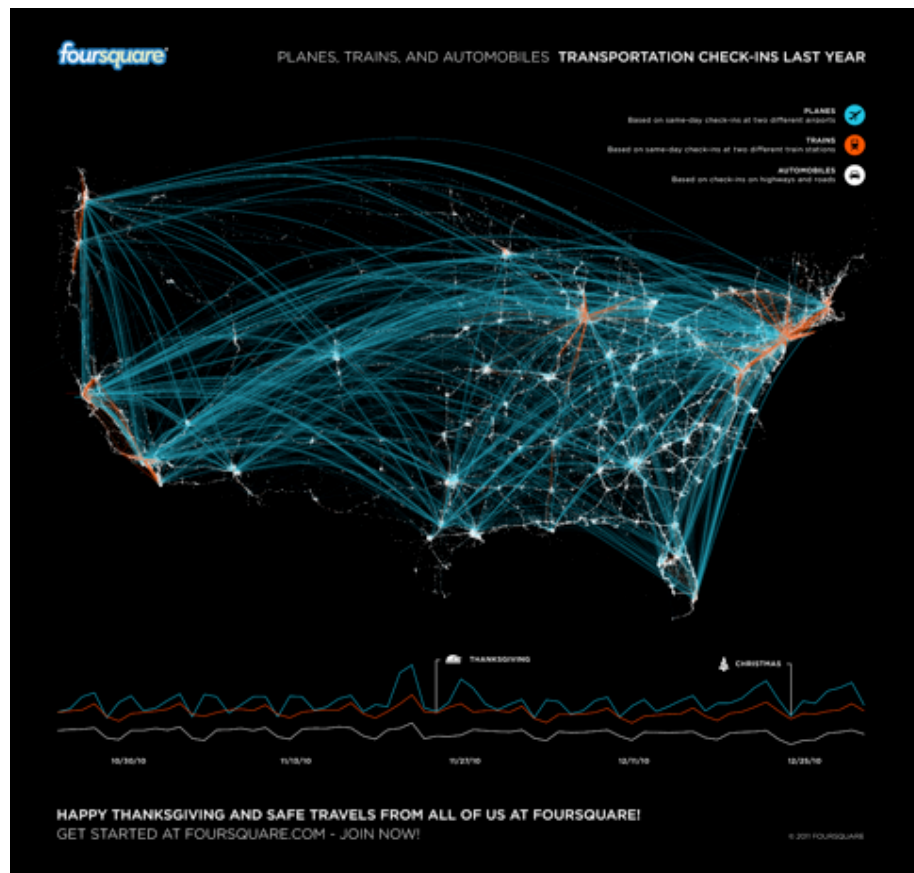 foursquare®
PLANES, TRAINS, AND AUTOMOBILES TRANSPORTATION CHECK-INS LAST YEAR
PLANES
Based on same-day check-ins at two different airports
TRAINS
Based on same-day check-ins at two different train stations
AUTOMOBILES
Based on check-ins on highways and roads
THANKSGIVING
CHRISTMAS
10/30/10 11/13/10 11/27/10 12/11/10 12/25/10
HAPPY THANKSGIVING AND SAFE TRAVELS FROM ALL OF US AT FOURSQUARE!
GET STARTED AT FOURSQUARE.COM - JOIN NOW!
© 2011 FOURSQUARE